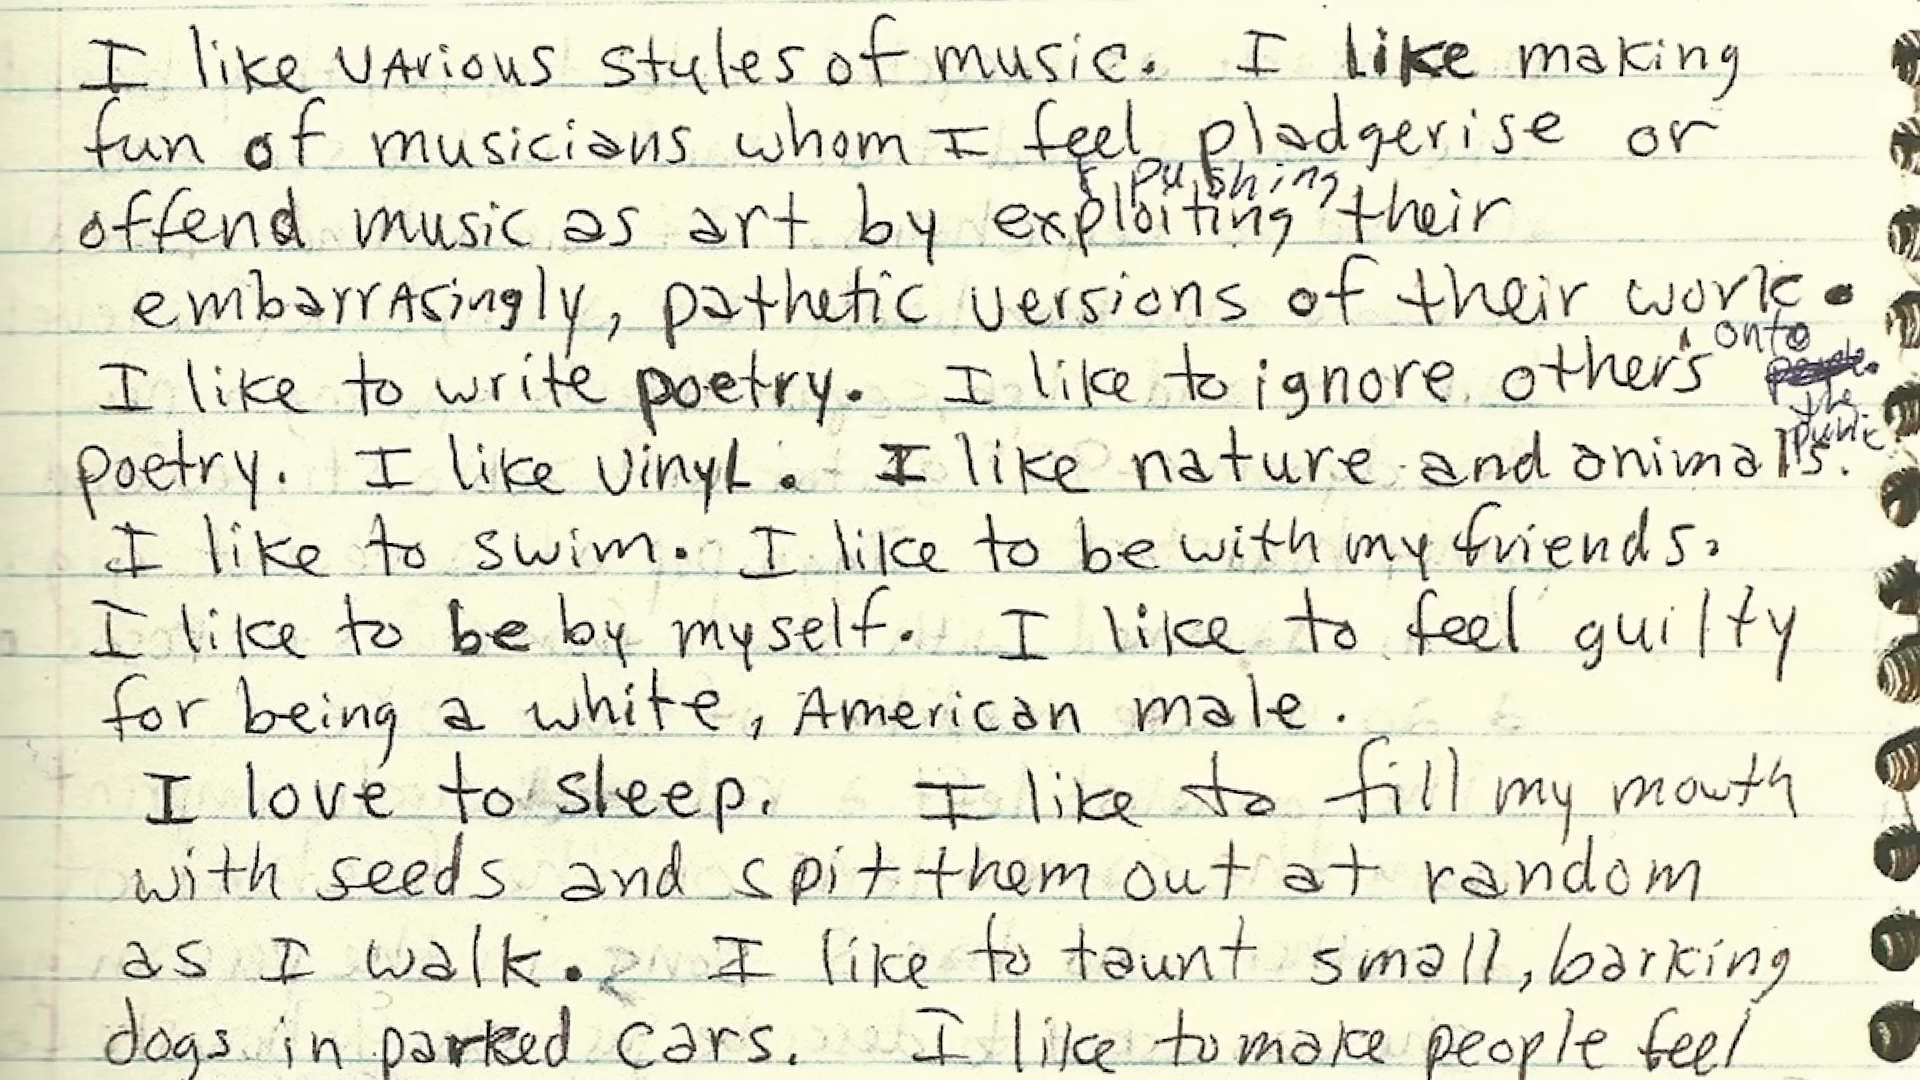 I like various styles of music. I like making
fun of musicians whom I feel pladgerise or
& pushing
offend music as art by exploiting their
embarrasingly, pathetic versions of their work.
onto
I like to write poetry. I like to ignore other's
the
public
poetry. I like vinyl. I like nature and animals.
I like to swim. I like to be with my friends.
I like to be by myself. I like to feel guilty
for being a white, American male.
I love to sleep. I like to fill my mouth
with seeds and spit them out at random
as I walk. I like to taunt small, barking
dogs in parked cars. I like to make people feel